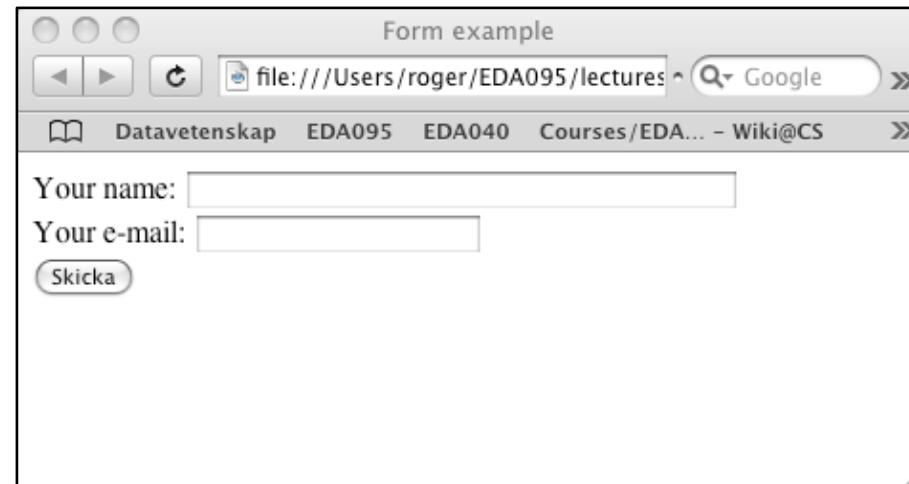 Form example
file:///Users/roger/EDA095/lectures Google
Datavetenskap EDA095 EDA040 Courses/EDA... – Wiki@CS
Your name:
Your e-mail:
Skicka